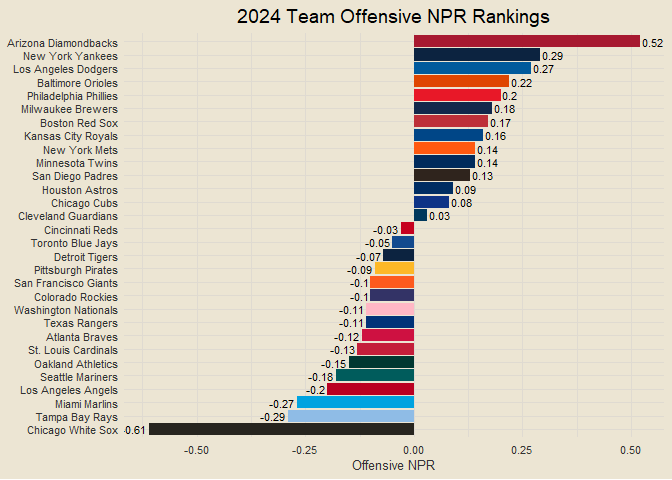 2024 Team Offensive NPR Rankings
Arizona Diamondbacks 0.52
New York Yankees 0.29
Los Angeles Dodgers 0.27
Baltimore Orioles 0.22
Philadelphia Phillies 0.2
Milwaukee Brewers 0.18
Boston Red Sox 0.17
Kansas City Royals 0.16
New York Mets 0.14
Minnesota Twins 0.14
San Diego Padres 0.13
Houston Astros 0.09
Chicago Cubs 0.08
Cleveland Guardians 0.03
Cincinnati Reds -0.03
Toronto Blue Jays -0.05
Detroit Tigers -0.07
Pittsburgh Pirates -0.09
San Francisco Giants -0.1
Colorado Rockies -0.1
Washington Nationals -0.11
Texas Rangers -0.11
Atlanta Braves -0.12
St. Louis Cardinals -0.13
Oakland Athletics -0.15
Seattle Mariners -0.18
Los Angeles Angels -0.2
Miami Marlins -0.27
Tampa Bay Rays -0.29
Chicago White Sox -0.61
-0.50 -0.25 0.00 0.25 0.50
Offensive NPR